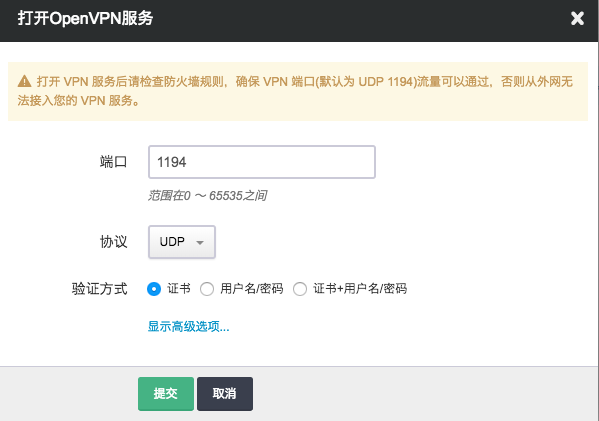 打开OpenVPN服务
打开 VPN 服务后请检查防火墙规则，确保 VPN 端口(默认为 UDP 1194)流量可以通过，否则从外网无
法接入您的 VPN 服务。
端口 1194
范围在0 ～ 65535之间
协议 UDP
验证方式 证书 用户名/密码 证书+用户名/密码
显示高级选项...
提交 取消